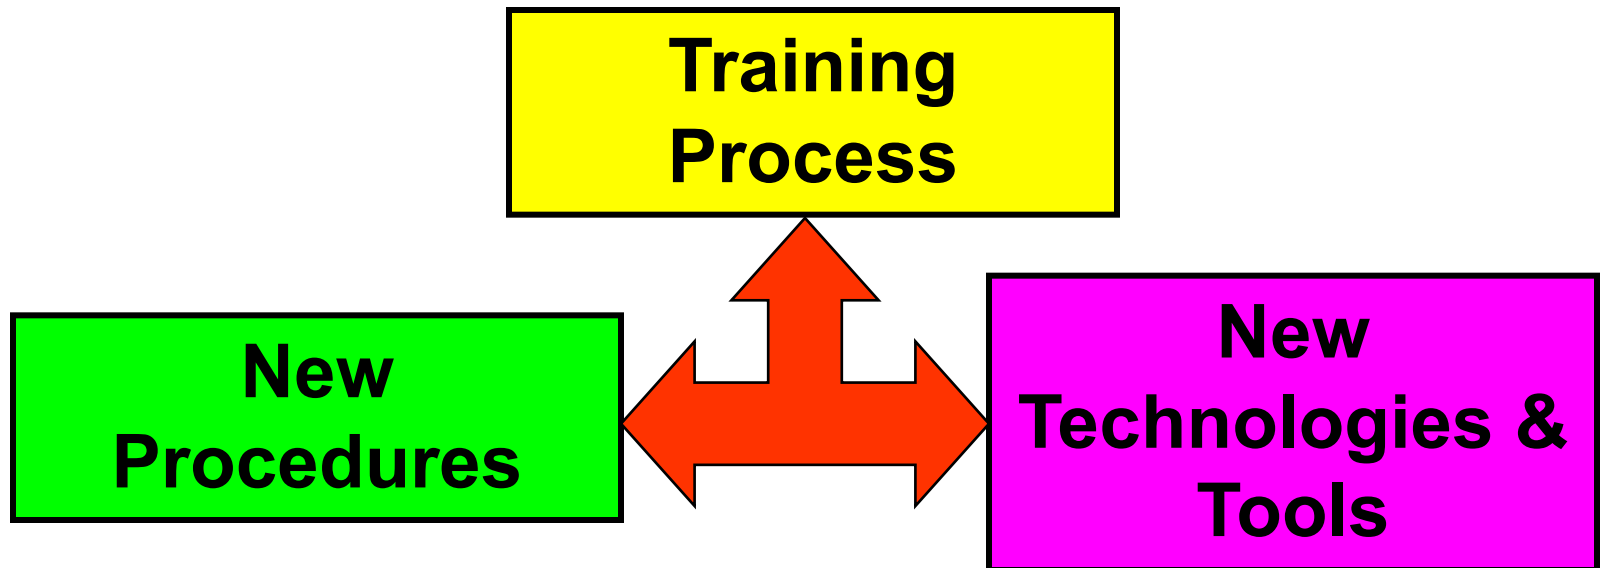 Training
Process
New
Procedures
New
Technologies &
Tools